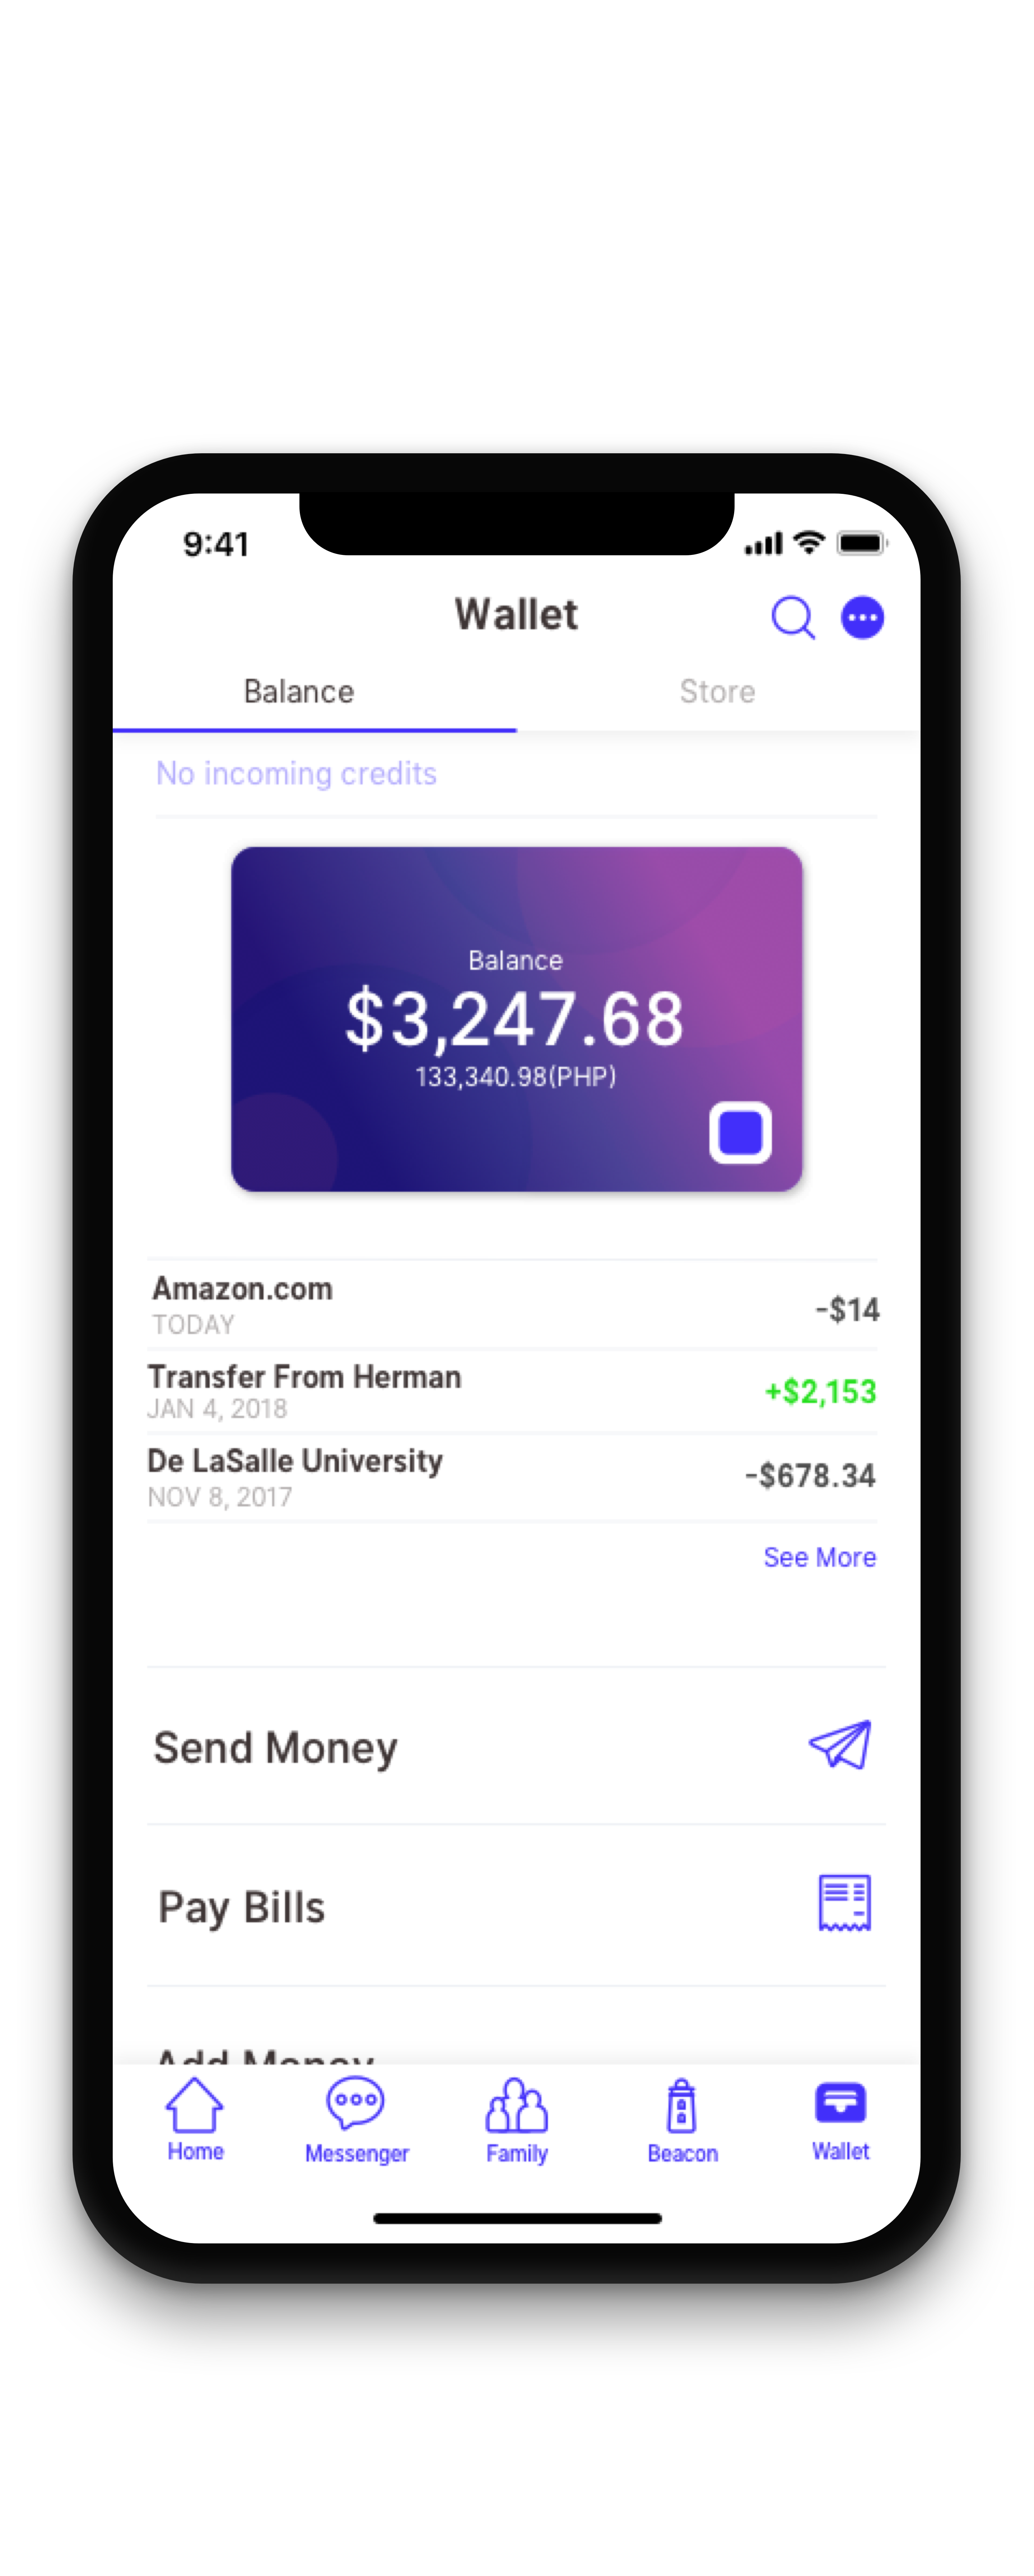 9:41
Wallet
Balance
Store
No incoming credits
Balance
$3,247.68
133,340.98(PHP)
Amazon.com
-$14
TODAY
Transfer From Herman
+$2,153
JAN 4, 2018
De LaSalle University
-$678.34
NOV 8, 2017
See More
Send Money
Pay Bills
Add Money
Home
Messenger
Family
Beacon
Wallet